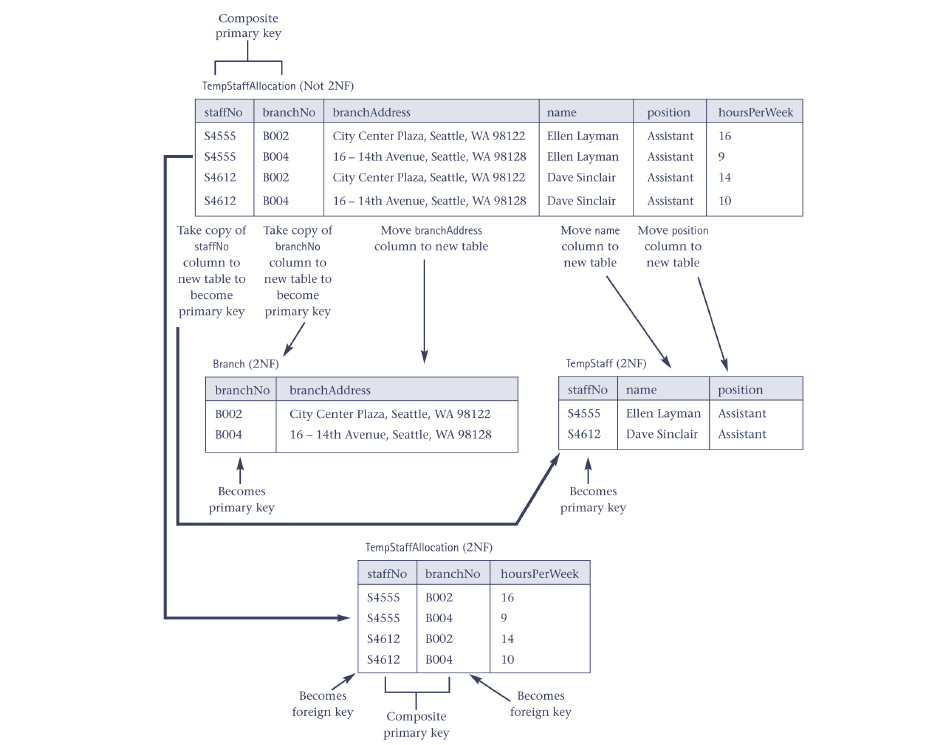 Composite
primary key
TempStaffAllocation (Not 2NF)
staffNo branchNo branchAddress name position hoursPerWeek
S4555 B002 City Center Plaza, Seattle, WA 98122 Ellen Layman Assistant 16
S4555 B004 16 – 14th Avenue, Seattle, WA 98128 Ellen Layman Assistant 9
S4612 B002 City Center Plaza, Seattle, WA 98122 Dave Sinclair Assistant 14
S4612 B004 16 – 14th Avenue, Seattle, WA 98128 Dave Sinclair Assistant 10
Take copy of
staffNo
column to
new table to
become
primary key
Take copy of
branchNo
column to
new table to
become
primary key
Move branchAddress
column to new table
Move name
column to
new table
Move position
column to
new table
Branch (2NF)
branchNo branchAddress
B002 City Center Plaza, Seattle, WA 98122
B004 16 – 14th Avenue, Seattle, WA 98128
Becomes
primary key
TempStaff (2NF)
staffNo name position
S4555 Ellen Layman Assistant
S4612 Dave Sinclair Assistant
Becomes
primary key
TempStaffAllocation (2NF)
staffNo branchNo hoursPerWeek
S4555 B002 16
S4555 B004 9
S4612 B002 14
S4612 B004 10
Becomes
foreign key
Composite
primary key
Becomes
foreign key